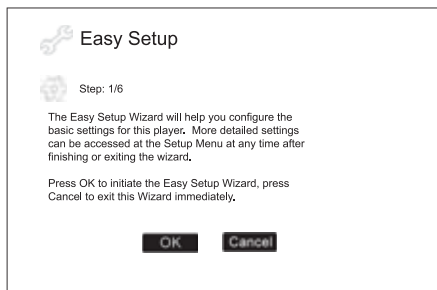 Easy Setup
Step: 1/6
The Easy Setup Wizard will help you configure the
basic settings for this player.  More detailed settings
can be accessed at the Setup Menu at any time after
finishing or exiting the wizard.
Press OK to initiate the Easy Setup Wizard, press
Cancel to exit this Wizard immediately.
OK
Cancel